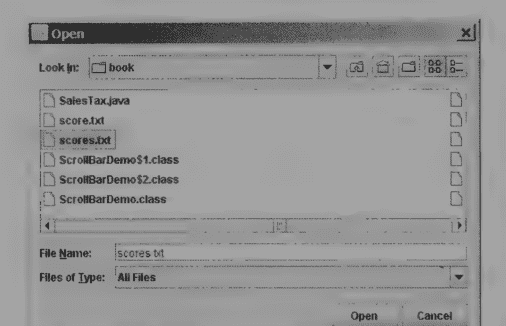 Open
Look In: book
SalesTax.java
score.txt
scores.txt
ScrollBarDemo$1.class
ScrollBarDemo$2.class
ScrollBarDemo.class
File Name: scores.txt
Files of Type: All Files
Open Cancel